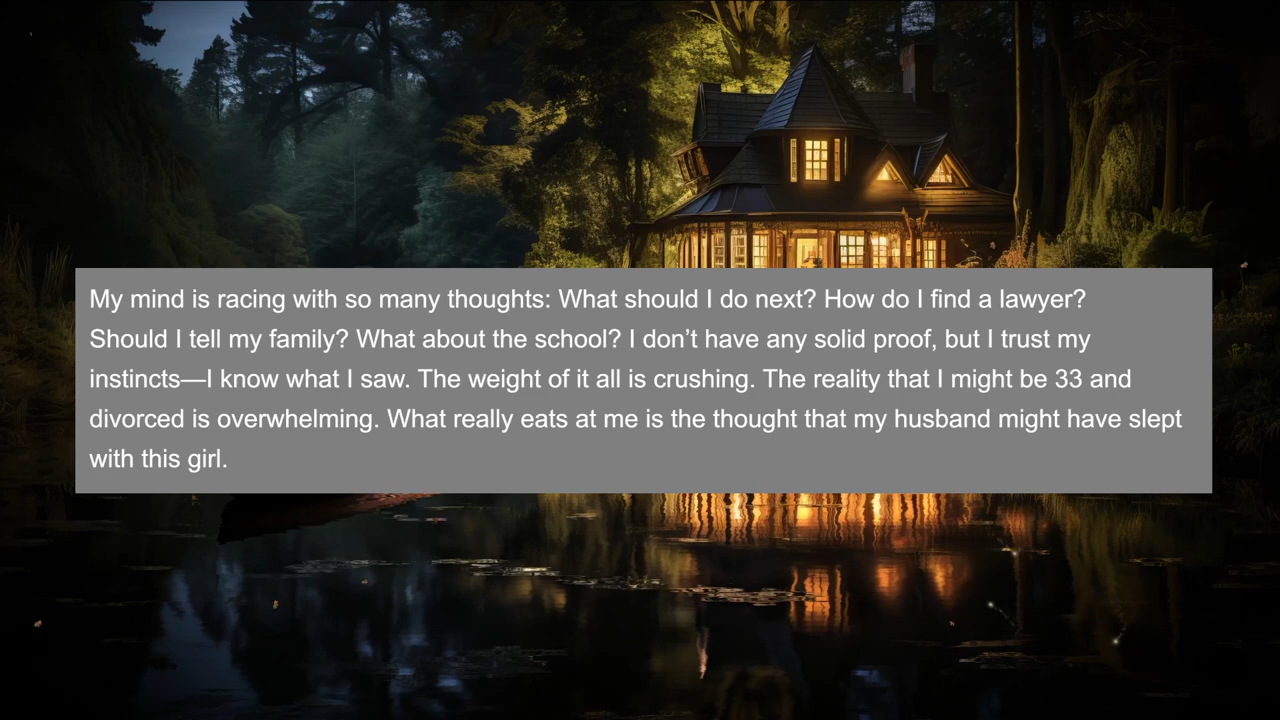 My mind is racing with so many thoughts: What should I do next? How do I find a lawyer?
Should I tell my family? What about the school? I don’t have any solid proof, but I trust my
instincts—I know what I saw. The weight of it all is crushing. The reality that I might be 33 and
divorced is overwhelming. What really eats at me is the thought that my husband might have slept
with this girl.